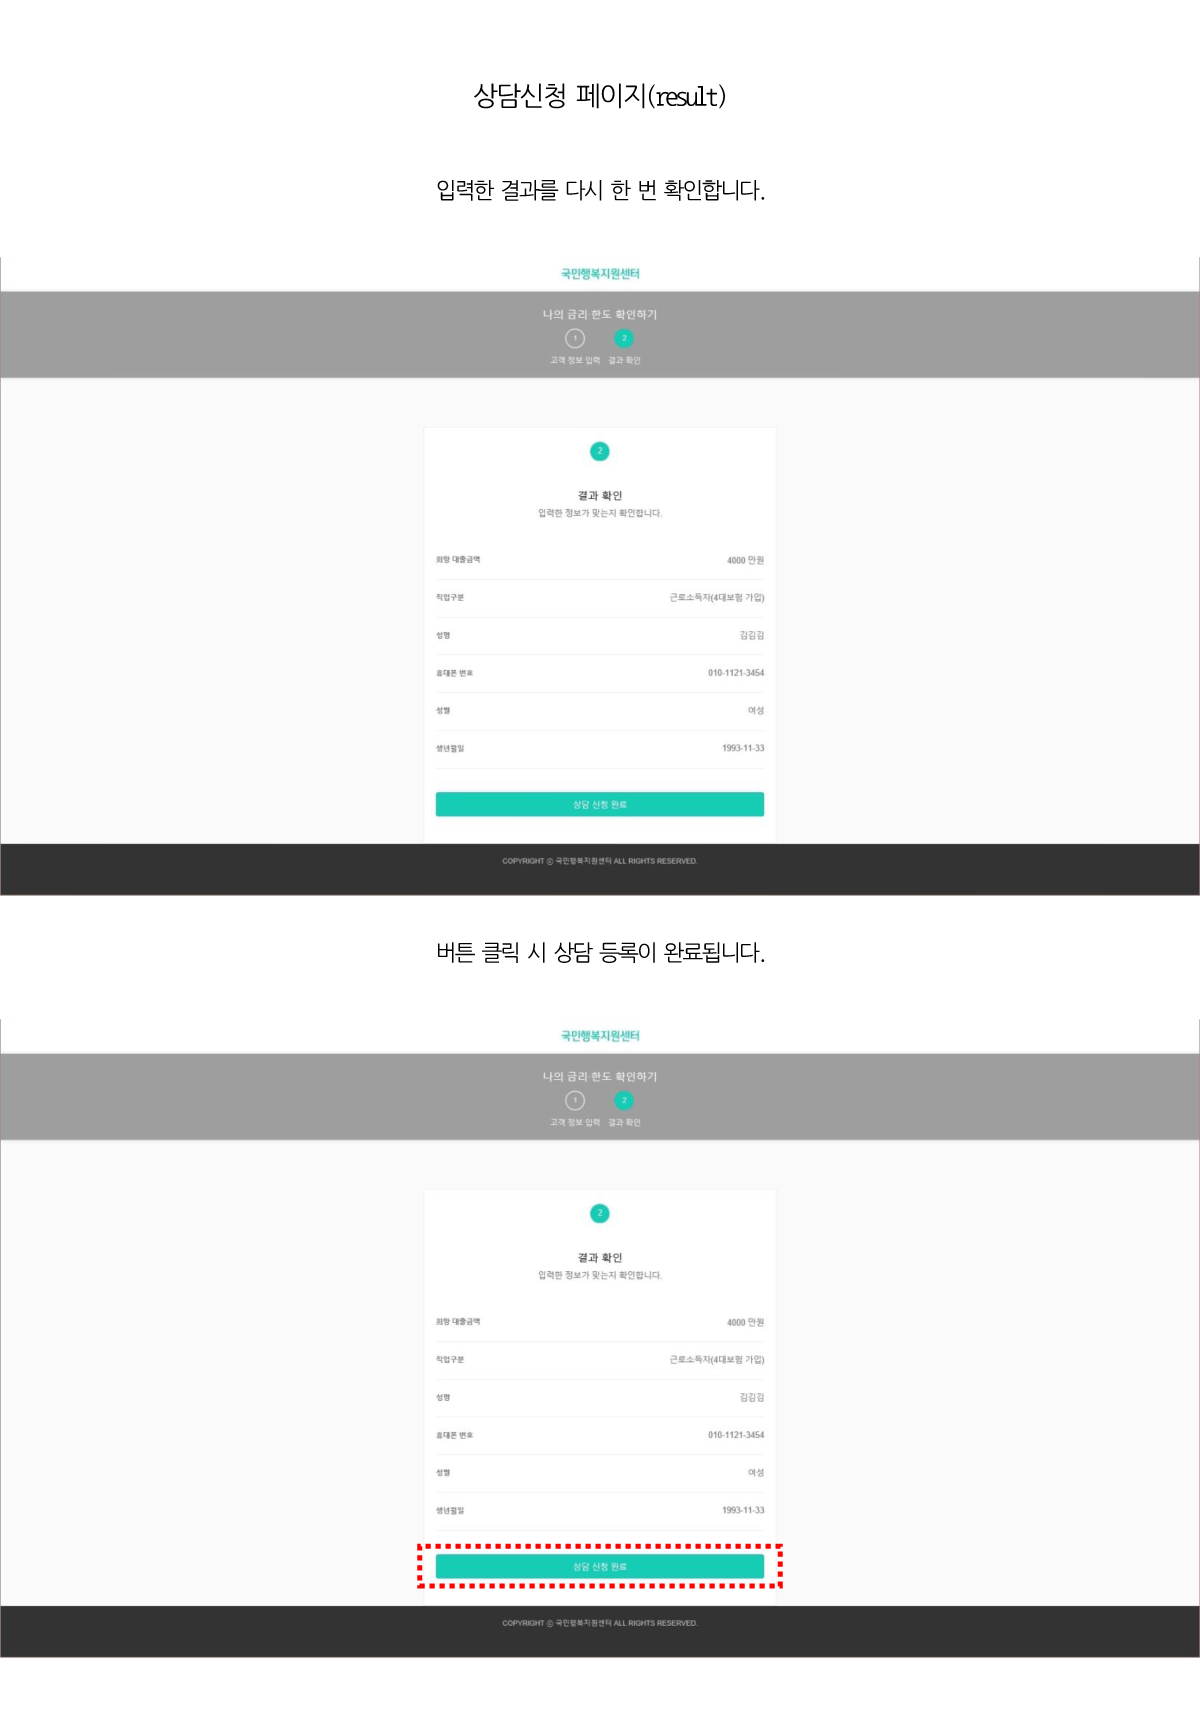 상담신청 페이지(result)
입력한 결과를 다시 한 번 확인합니다.
국민행복지원센터
나의 금리·한도 확인하기
1 2
고객 정보 입력 결과 확인
2
결과 확인
입력한 정보가 맞는지 확인합니다.
희망 대출금액 4000 만원
직업구분 근로소득자(4대보험 가입)
성명 김김김
휴대폰 번호 010-1121-3454
성별 여성
생년월일 1993-11-33
상담 신청 완료
COPYRIGHT ⓒ 국민행복지원센터 ALL RIGHTS RESERVED.
버튼 클릭 시 상담 등록이 완료됩니다.
국민행복지원센터
나의 금리·한도 확인하기
1 2
고객 정보 입력 결과 확인
2
결과 확인
입력한 정보가 맞는지 확인합니다.
희망 대출금액 4000 만원
직업구분 근로소득자(4대보험 가입)
성명 김김김
휴대폰 번호 010-1121-3454
성별 여성
생년월일 1993-11-33
상담 신청 완료
COPYRIGHT ⓒ 국민행복지원센터 ALL RIGHTS RESERVED.